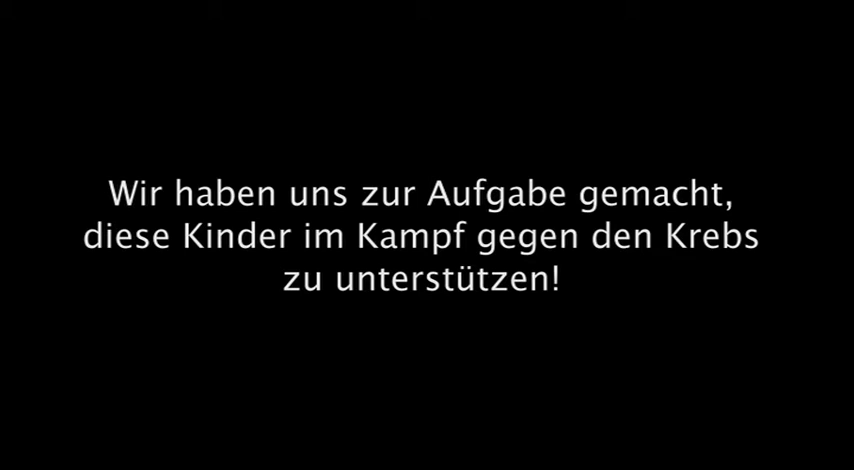 Wir haben uns zur Aufgabe gemacht,
diese Kinder im Kampf gegen den Krebs
zu unterstützen!